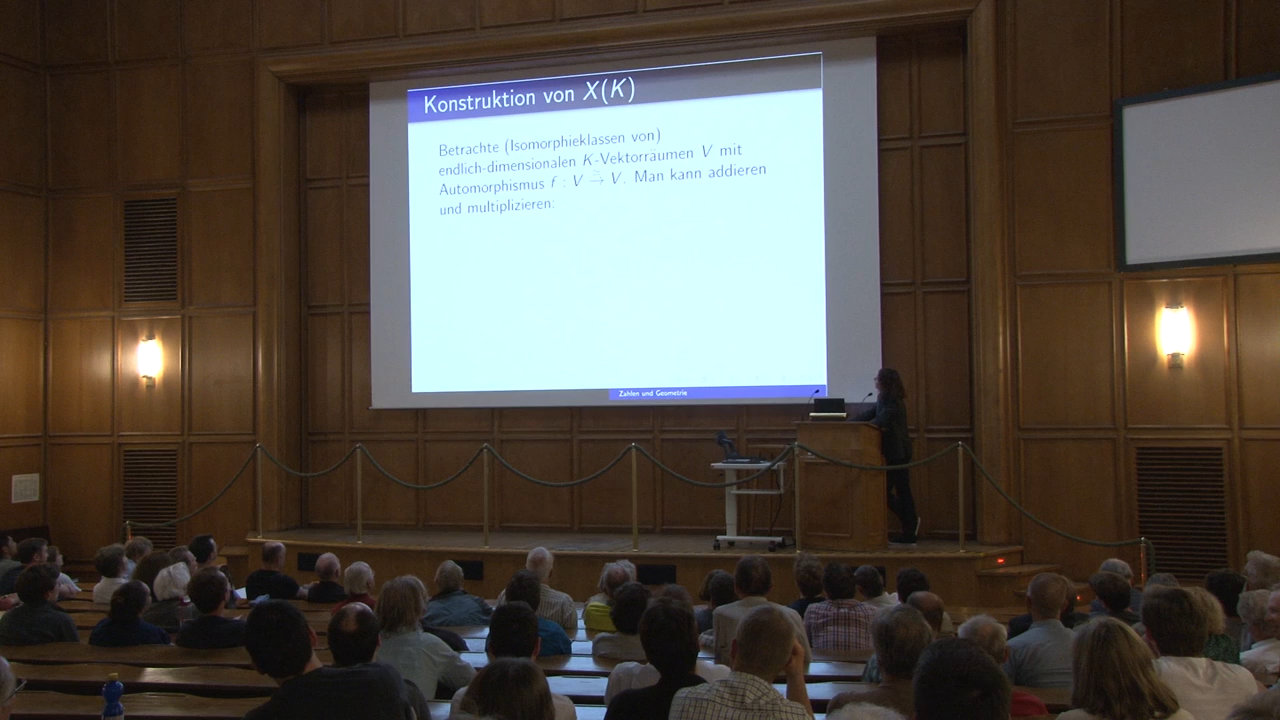 Konstruktion von X(K)
Betrachte (Isomorphieklassen von)
endlich-dimensionalen K-Vektorräumen V mit
Automorphismus f : V ≃→ V. Man kann addieren
und multiplizieren:
Zahlen und Geometrie